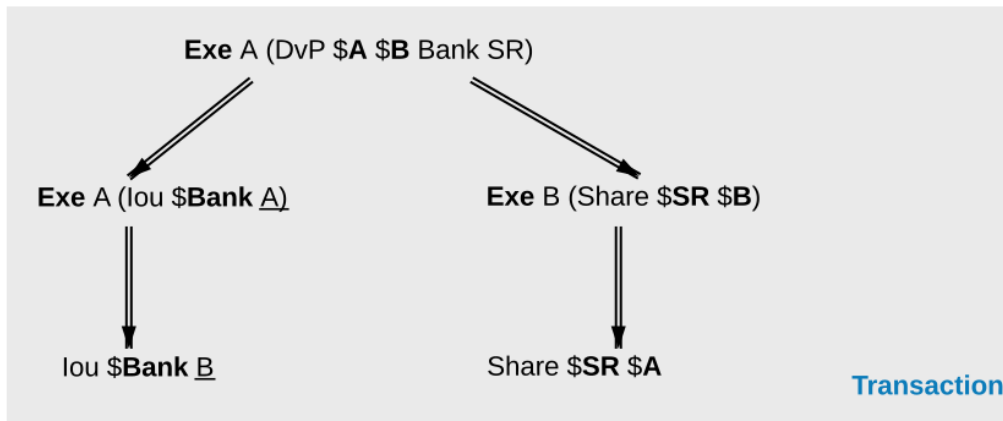 Exe A (DvP $A $B Bank SR)
Exe A (Iou $Bank A)
Exe B (Share $SR $B)
Iou $Bank B
Share $SR $A
Transaction